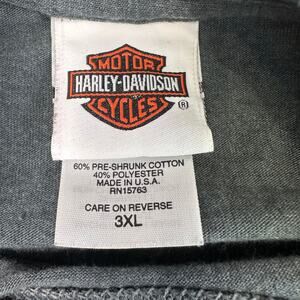 MOTOR
HARLEY-DAVIDSON
CYCLES
®
60% PRE-SHRUNK COTTON
40% POLYESTER
MADE IN U.S.A.
RN15763
CARE ON REVERSE
3XL